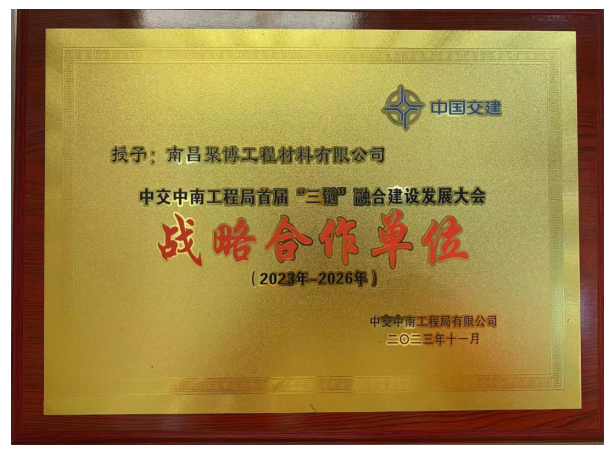 中国交建
授予：南昌聚博工程材料有限公司
中交中南工程局首届“三链”融合建设发展大会
战略合作单位
（2023年-2026年）
中交中南工程局有限公司
二〇二三年十一月